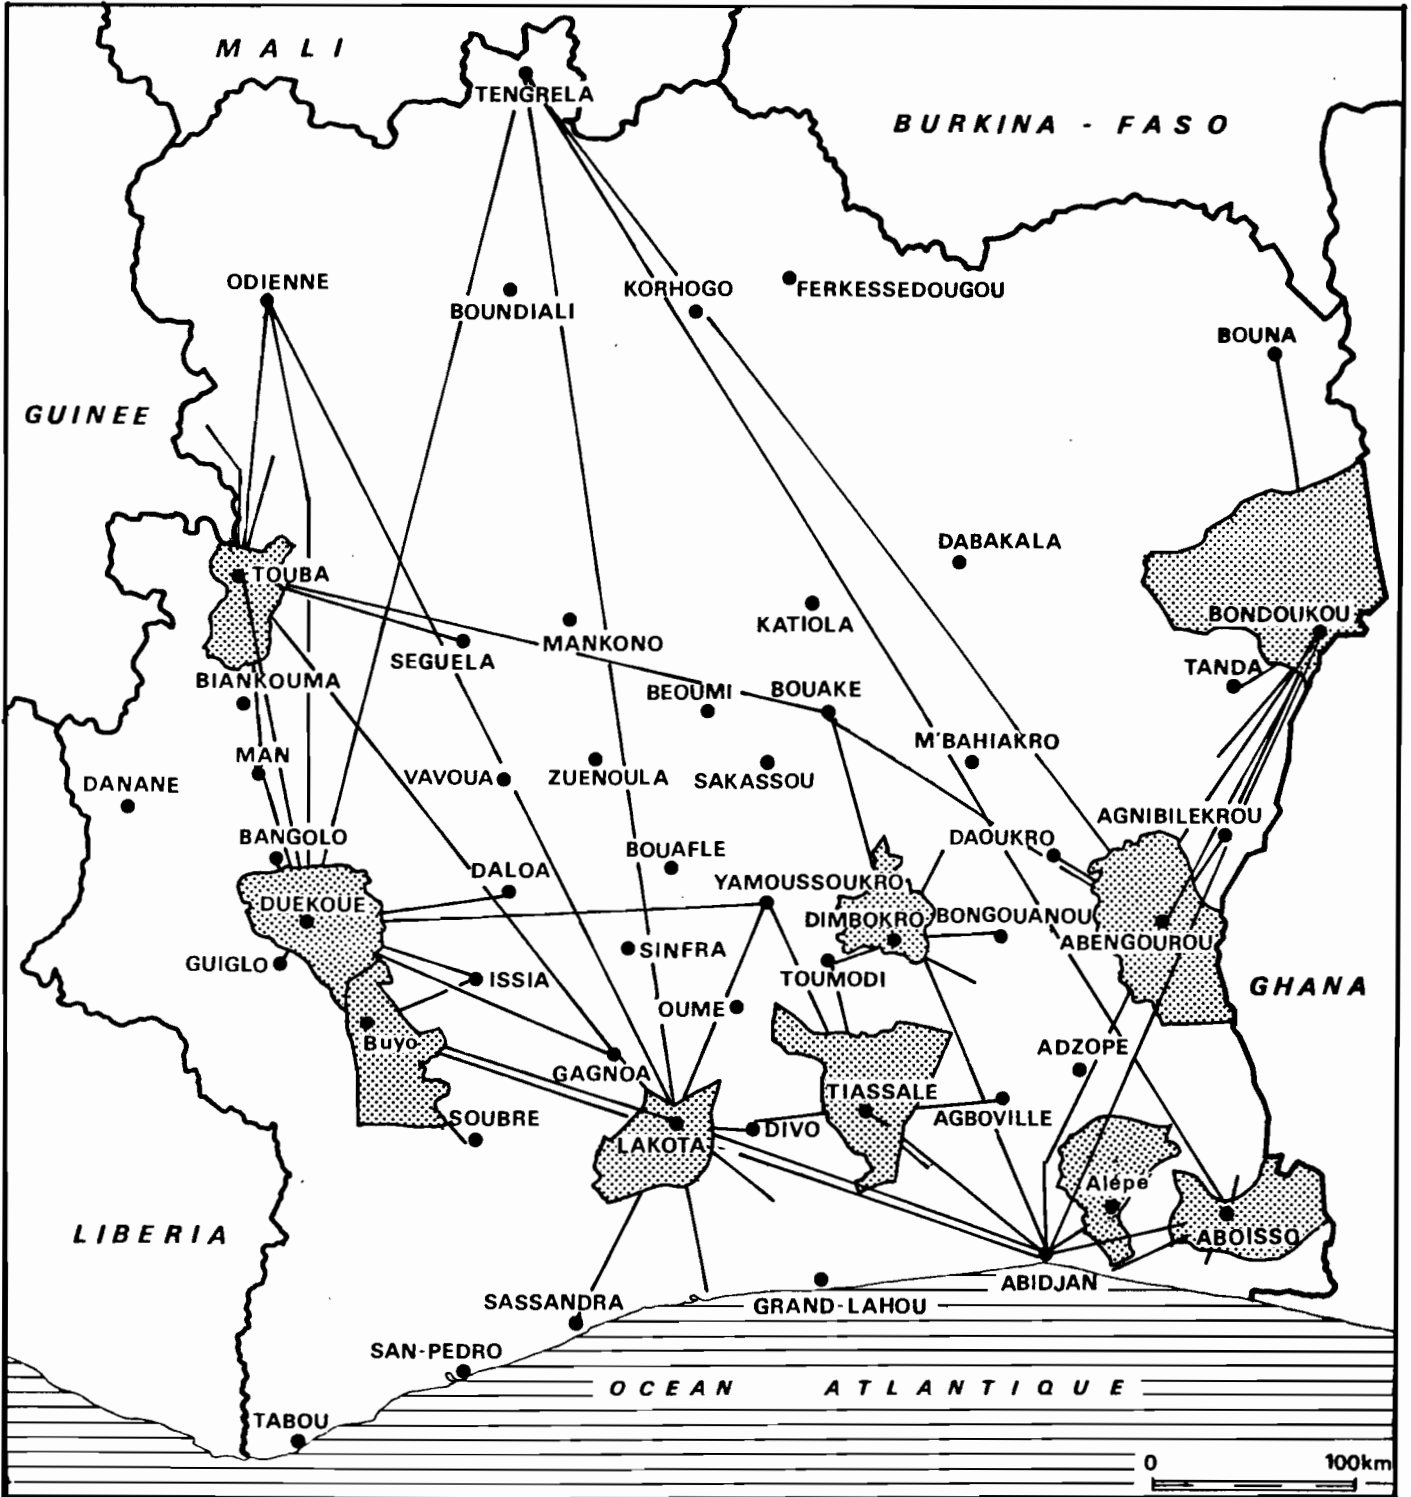 MALI
TENGRELA
BURKINA - FASO
ODIENNE
BOUNDIALI
KORHOGO
FERKESSEDOUGOU
BOUNA
GUINEE
TOUBA
DABAKALA
KATIOLA
BONDOUKOU
MANKONO
SEGUELA
TANDA
BIANKOUMA
BEOUMI
BOUAKE
M'BAHIAKRO
MAN
DANANE
VAVOUA
ZUENOULA
SAKASSOU
AGNIBILEKROU
BANGOLO
DAOUKRO
BOUAFLE
DALOA
YAMOUSSOUKRO
DUEKOUE
DIMBOKRO
BONGOUANOU
ABENGOUROU
SINFRA
GUIGLO
ISSIA
TOUMODI
GHANA
OUME
Buyo
ADZOPE
GAGNOA
TIASSALE
SOUBRE
AGBOVILLE
DIVO
LAKOTA
Alépé
LIBERIA
ABOISSO
ABIDJAN
SASSANDRA
GRAND-LAHOU
SAN-PEDRO
OCEAN ATLANTIQUE
TABOU
0 100km